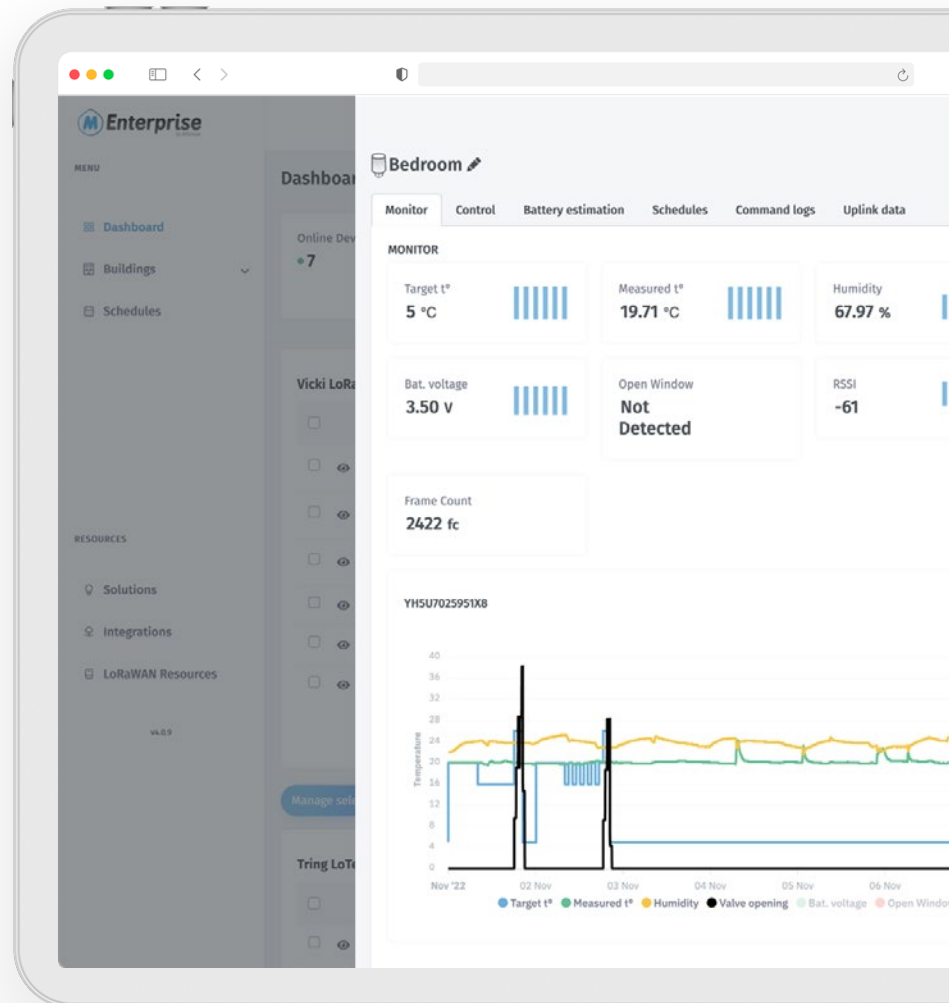 M Enterprise
MENU
Dashboard
Buildings
Schedules
RESOURCES
Solutions
Integrations
LoRaWAN Resources
v4.0.9
Dashboar
Online Dev
7
Vicki LoRa
Manage sele
Tring LoTe
Bedroom
Monitor Control Battery estimation Schedules Command logs Uplink data
MONITOR
Target t°
5 °C
Measured t°
19.71 °C
Humidity
67.97 %
Bat. voltage
3.50 V
Open Window
Not
Detected
RSSI
-61
Frame Count
2422 fc
YH5U7025951X8
Temperature
40
36
32
28
24
20
16
12
8
4
0
Nov '22 02 Nov 03 Nov 04 Nov 05 Nov 06 Nov
Target t° Measured t° Humidity Valve opening Bat. voltage Open Window